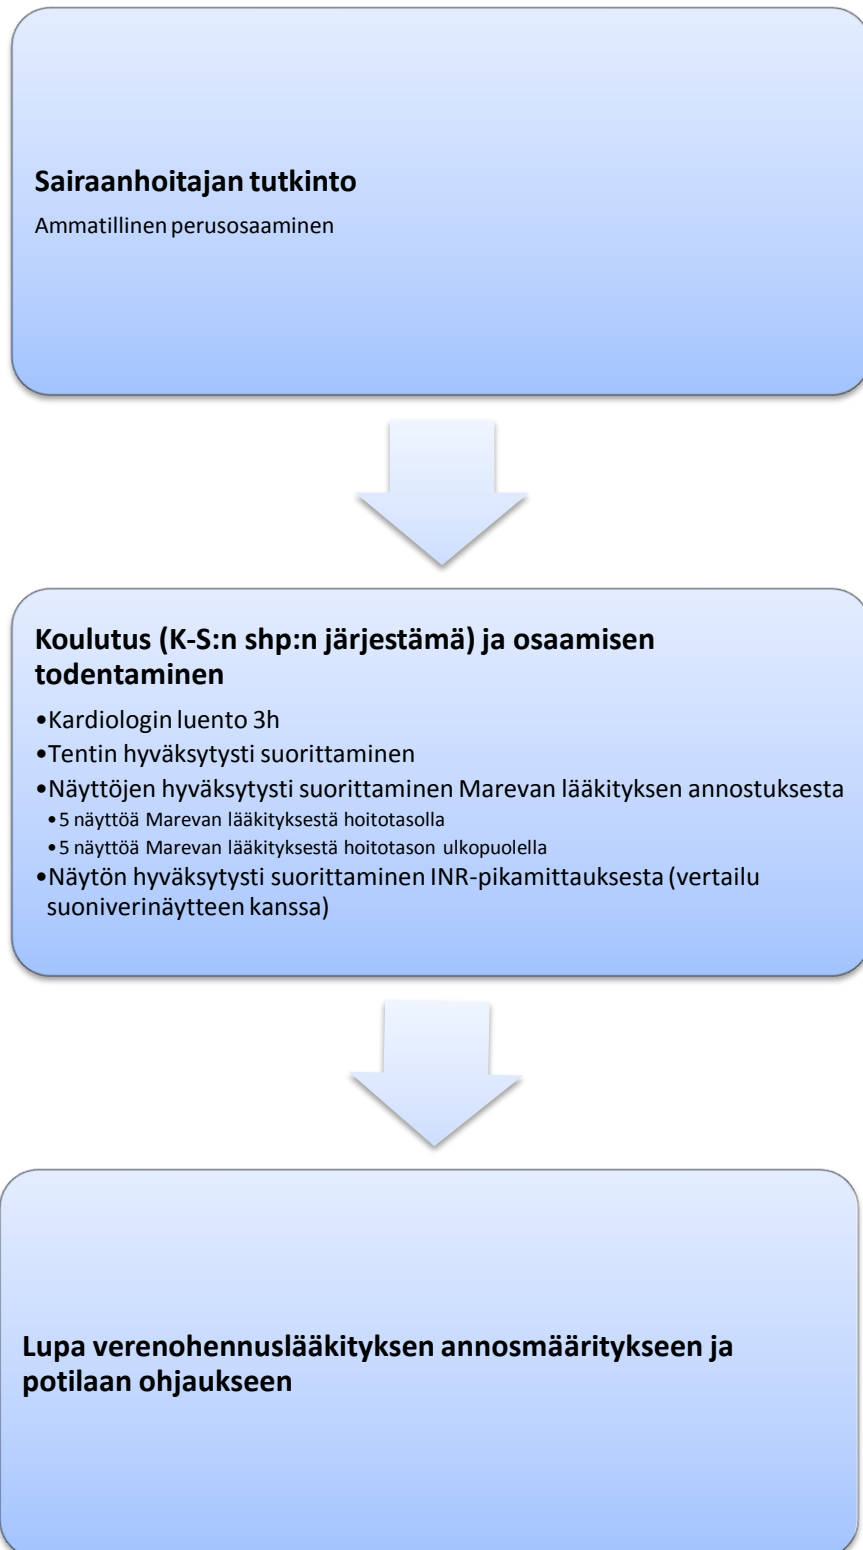 Sairaanhoitajan tutkinto
Ammatillinen perusosaaminen
Koulutus (K-S:n shp:n järjestämä) ja osaamisen
todentaminen
•Kardiologin luento 3h
•Tentin hyväksytysti suorittaminen
•Näyttöjen hyväksytysti suorittaminen Marevan lääkityksen annostuksesta
•5 näyttöä Marevan lääkityksestä hoitotasolla
•5 näyttöä Marevan lääkityksestä hoitotason ulkopuolella
•Näytön hyväksytysti suorittaminen INR-pikamittauksesta (vertailu
suoniverinäytteen kanssa)
Lupa verenohennuslääkityksen annosmääritykseen ja
potilaan ohjaukseen